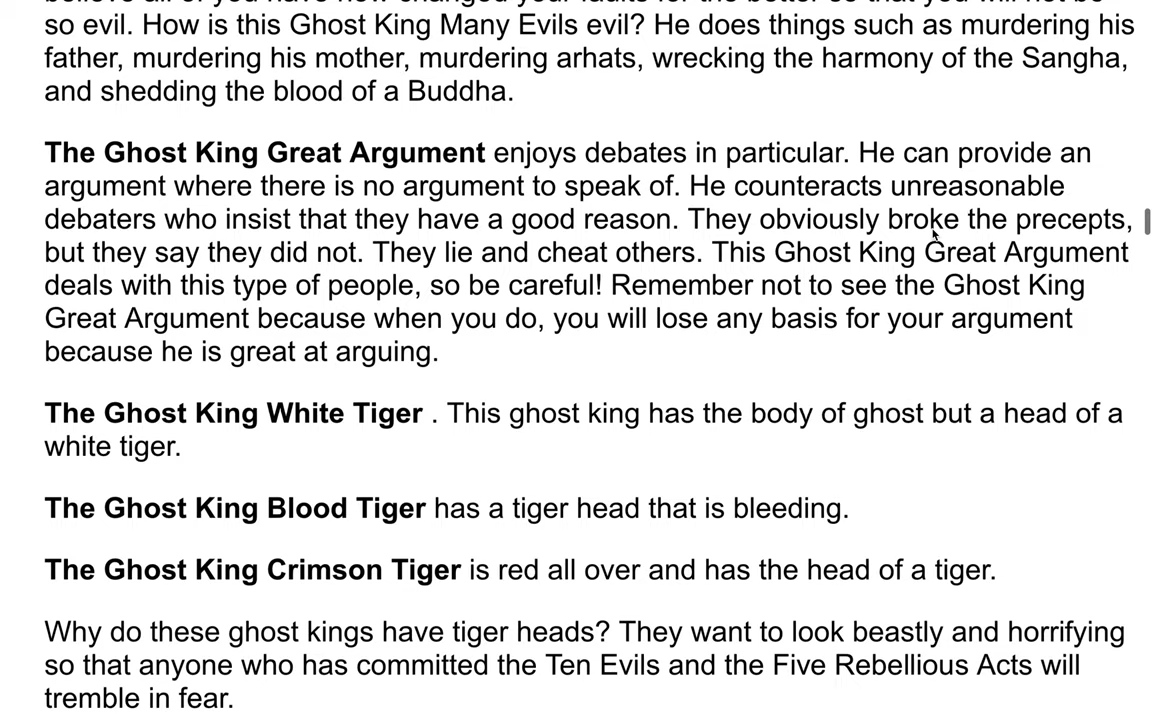 so evil. How is this Ghost King Many Evils evil? He does things such as murdering his
father, murdering his mother, murdering arhats, wrecking the harmony of the Sangha,
and shedding the blood of a Buddha.
The Ghost King Great Argument enjoys debates in particular. He can provide an
argument where there is no argument to speak of. He counteracts unreasonable
debaters who insist that they have a good reason. They obviously broke the precepts,
but they say they did not. They lie and cheat others. This Ghost King Great Argument
deals with this type of people, so be careful! Remember not to see the Ghost King
Great Argument because when you do, you will lose any basis for your argument
because he is great at arguing.
The Ghost King White Tiger . This ghost king has the body of ghost but a head of a
white tiger.
The Ghost King Blood Tiger has a tiger head that is bleeding.
The Ghost King Crimson Tiger is red all over and has the head of a tiger.
Why do these ghost kings have tiger heads? They want to look beastly and horrifying
so that anyone who has committed the Ten Evils and the Five Rebellious Acts will
tremble in fear.